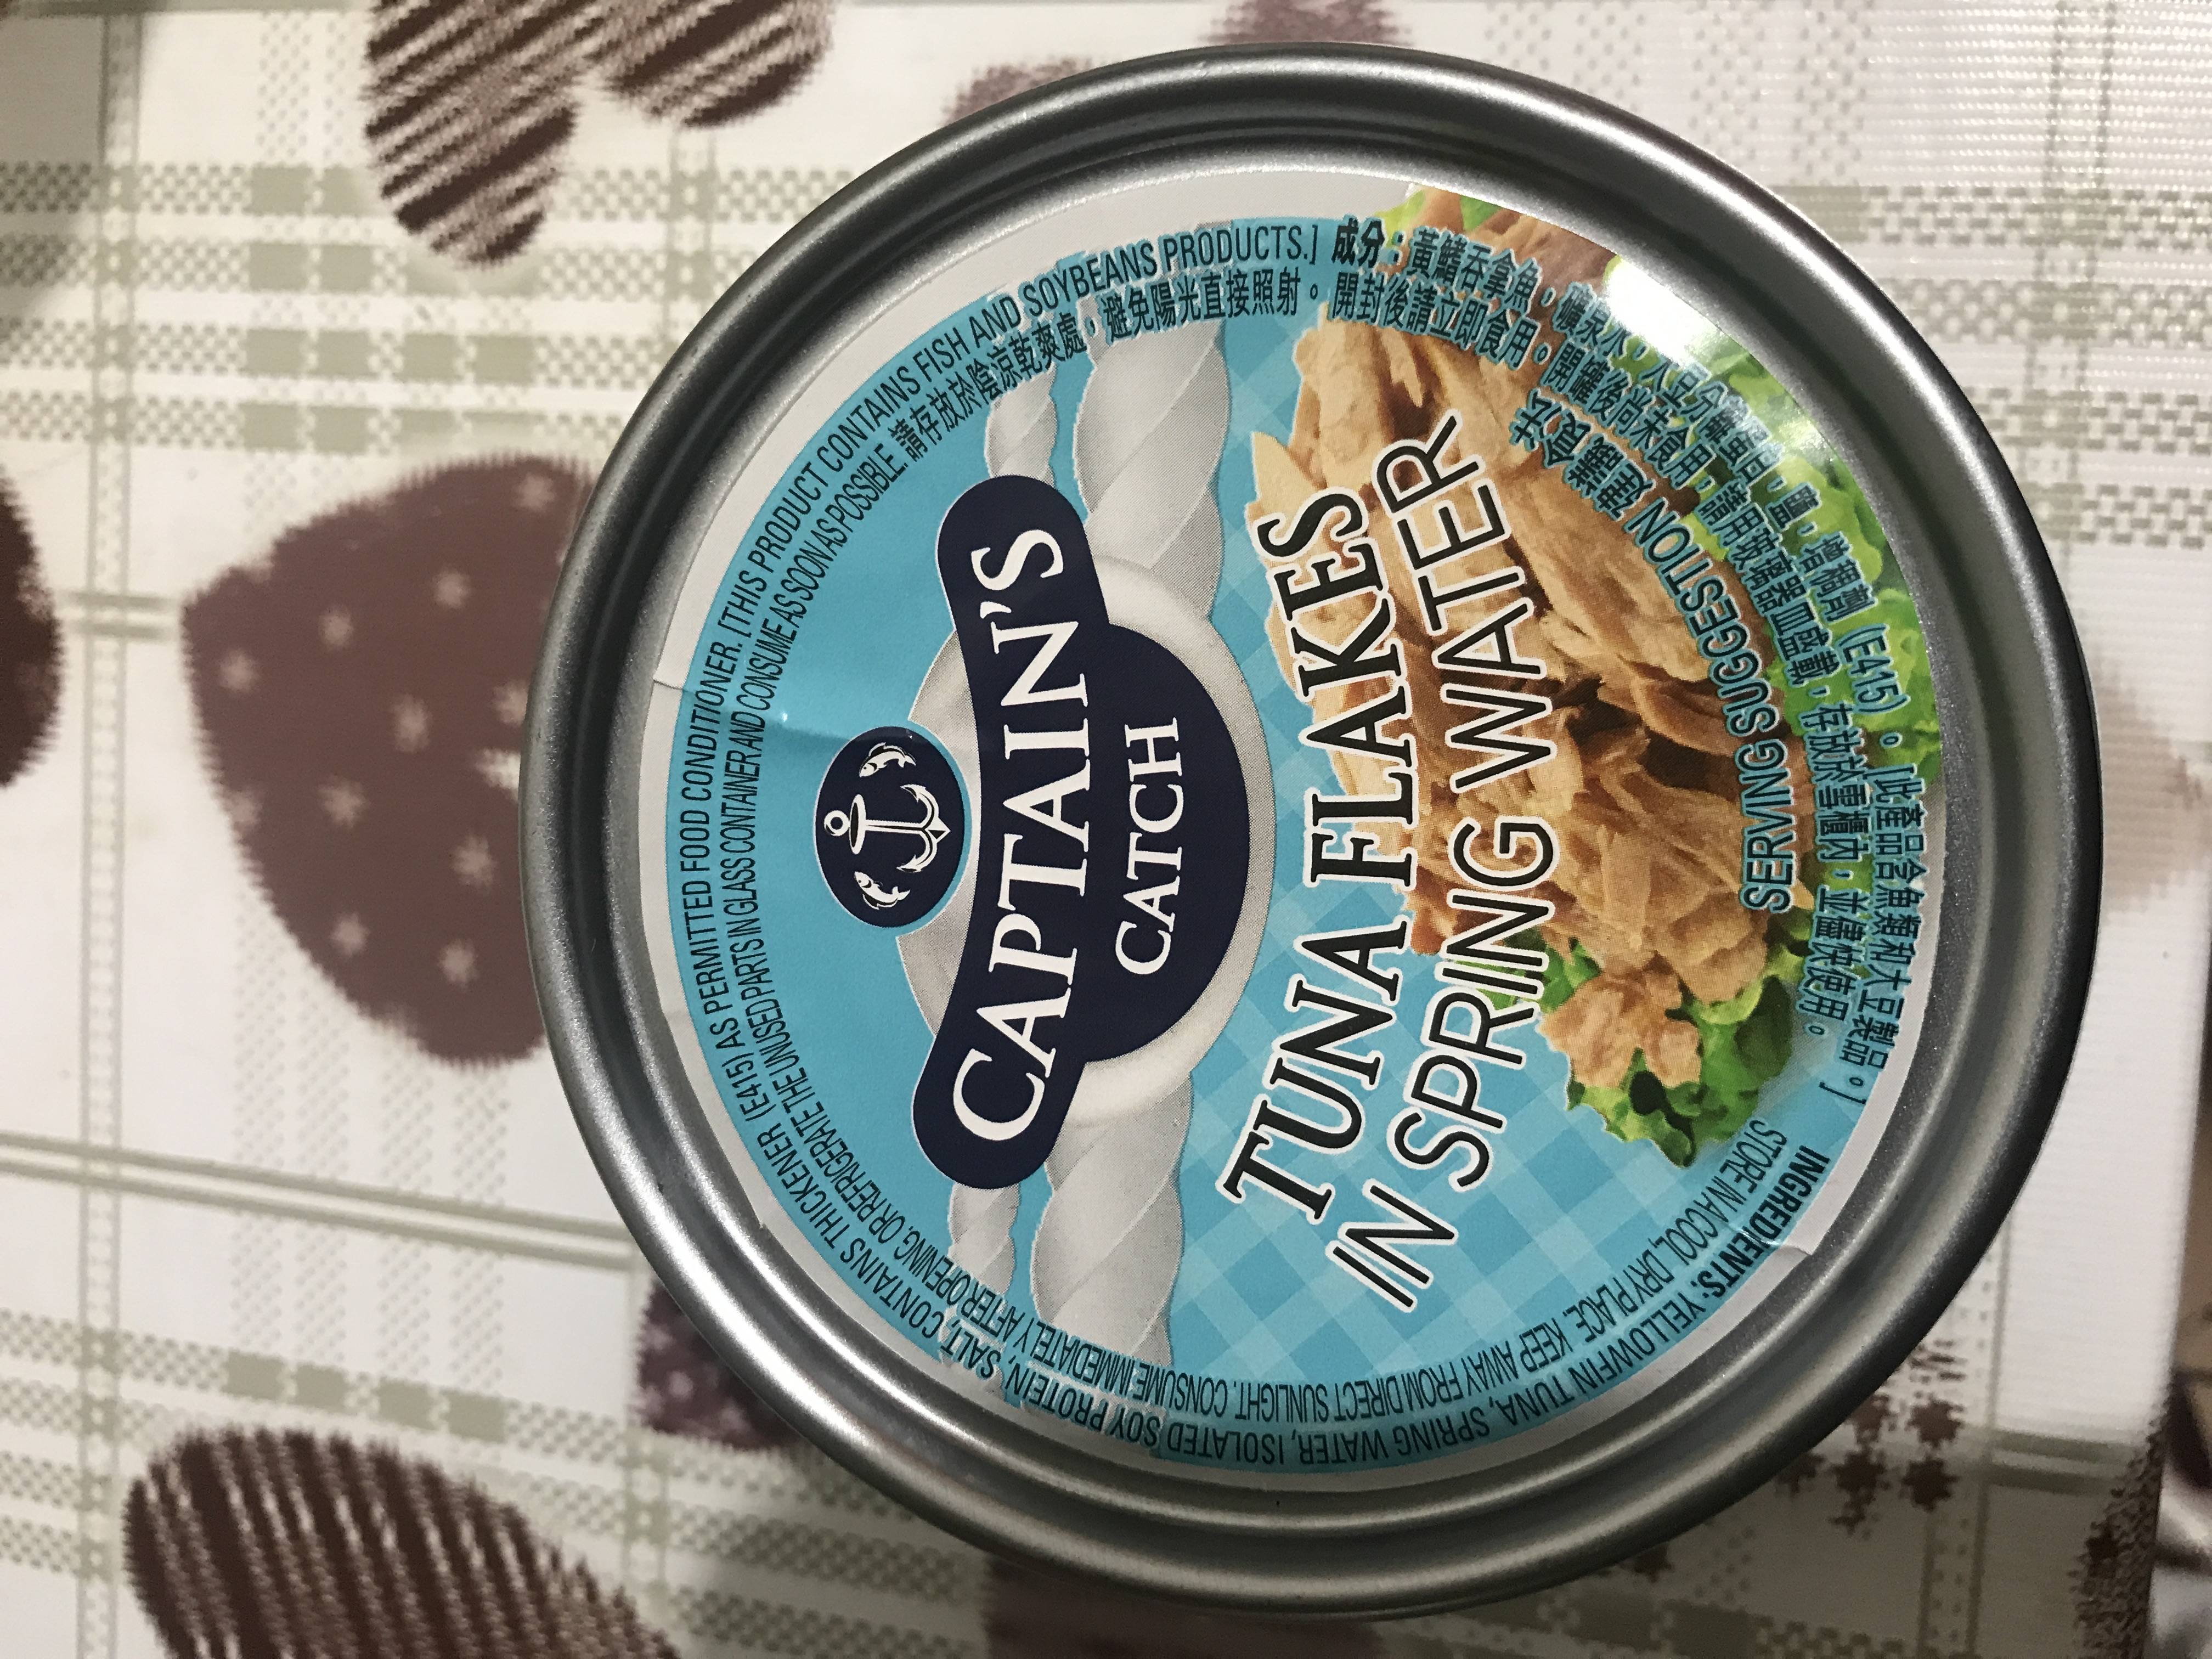 CAPTAIN'S
CATCH
TUNA FLAKES
IN SPRING WATER
SERVING SUGGESTION 建議食法
INGREDIENTS: YELLOWFIN TUNA, SPRING WATER, ISOLATED SOY PROTEIN, SALT, CONTAINS THICKENER (E415) AS PERMITTED FOOD CONDITIONER. [THIS PRODUCT CONTAINS FISH AND SOYBEANS PRODUCTS.] 成分：黃鰭吞拿魚，礦泉水，大豆分離蛋白，鹽，增稠劑 (E415)。[此產品含魚類和大豆製品。]
STORE IN A COOL, DRY PLACE. KEEP AWAY FROM DIRECT SUNLIGHT. CONSUME IMMEDIATELY AFTER OPENING, OR REFRIGERATE THE UNUSED PARTS IN GLASS CONTAINER AND CONSUME AS SOON AS POSSIBLE. 請存放於陰涼乾爽處，避免陽光直接照射。開封後請立即食用。開罐後尚未食用，需用玻璃器皿盛載，存放於雪櫃內，並儘快使用。